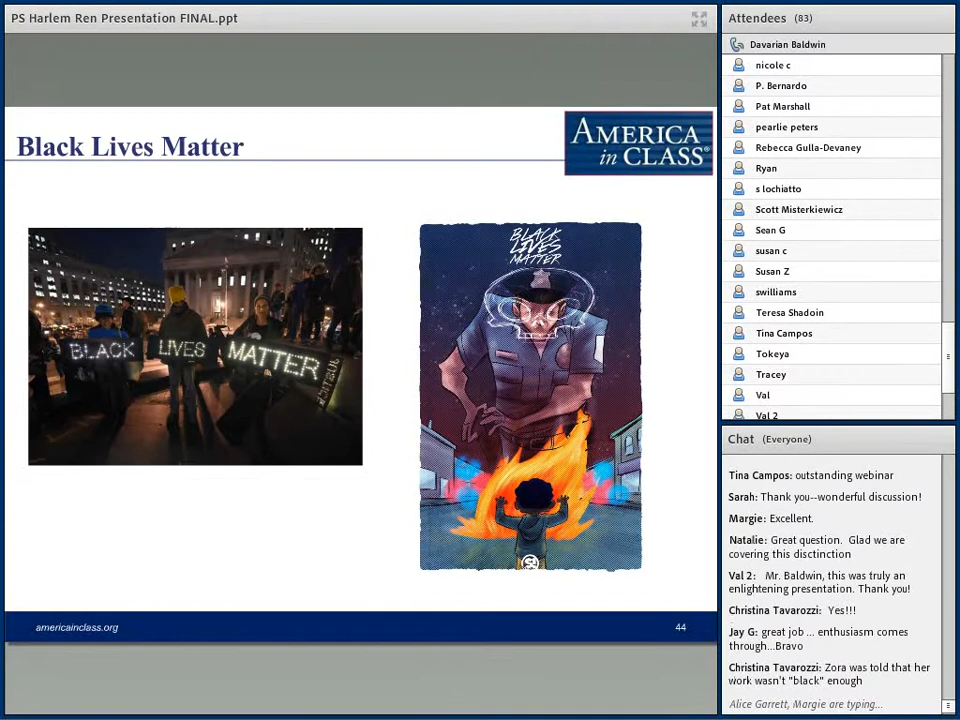 PS Harlem Ren Presentation FINAL.ppt
Black Lives Matter
AMERICA
in CLASS®
BLACK
LIVES
MATTER
BLACK
LIVES
MATTER
americainclass.org
44
Attendees (83)
Davarian Baldwin
nicole c
P. Bernardo
Pat Marshall
pearlie peters
Rebecca Gulla-Devaney
Ryan
s lochiatto
Scott Misterkiewicz
Sean G
susan c
Susan Z
swilliams
Teresa Shadoin
Tina Campos
Tokeya
Tracey
Val
Val 2
Chat (Everyone)
Tina Campos: outstanding webinar
Sarah: Thank you--wonderful discussion!
Margie: Excellent.
Natalie: Great question. Glad we are
covering this disctinction
Val 2: Mr. Baldwin, this was truly an
enlightening presentation. Thank you!
Christina Tavarozzi: Yes!!!
Jay G: great job ... enthusiasm comes
through...Bravo
Christina Tavarozzi: Zora was told that her
work wasn't "black" enough
Alice Garrett, Margie are typing...